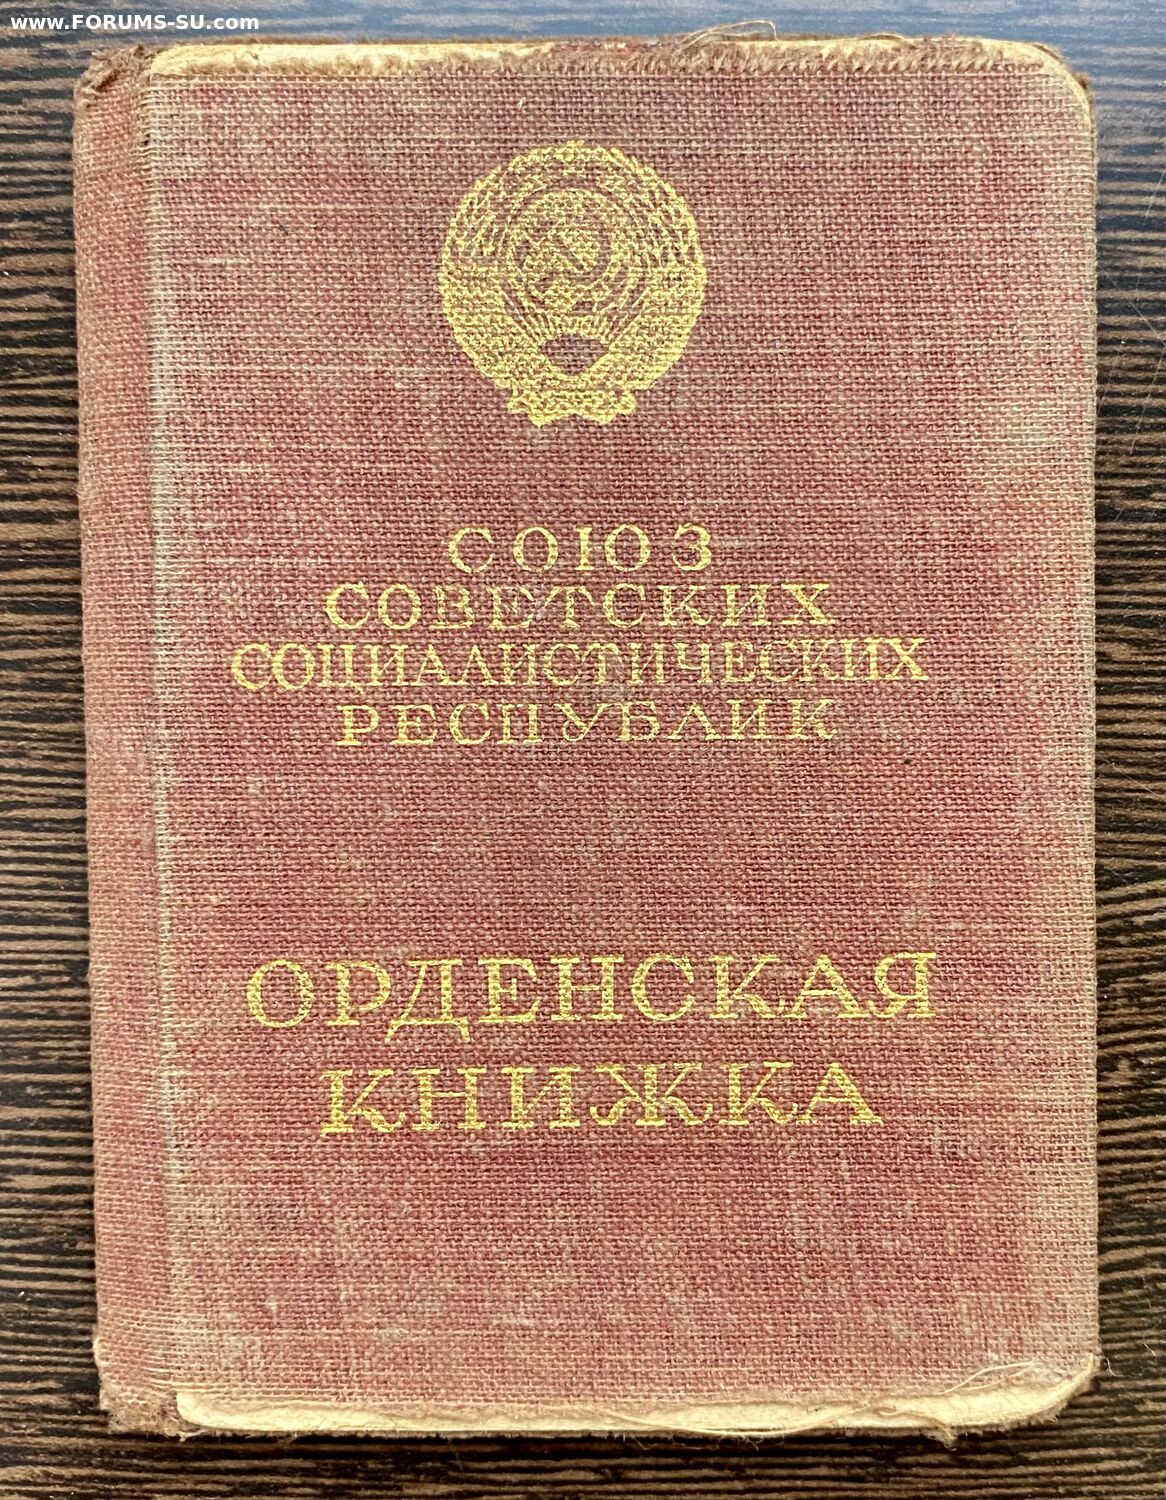 www.FORUMS-SU.com
СОЮЗ
СОВЕТСКИХ
СОЦИАЛИСТИЧЕСКИХ
РЕСПУБЛИК
ОРДЕНСКАЯ
КНИЖКА